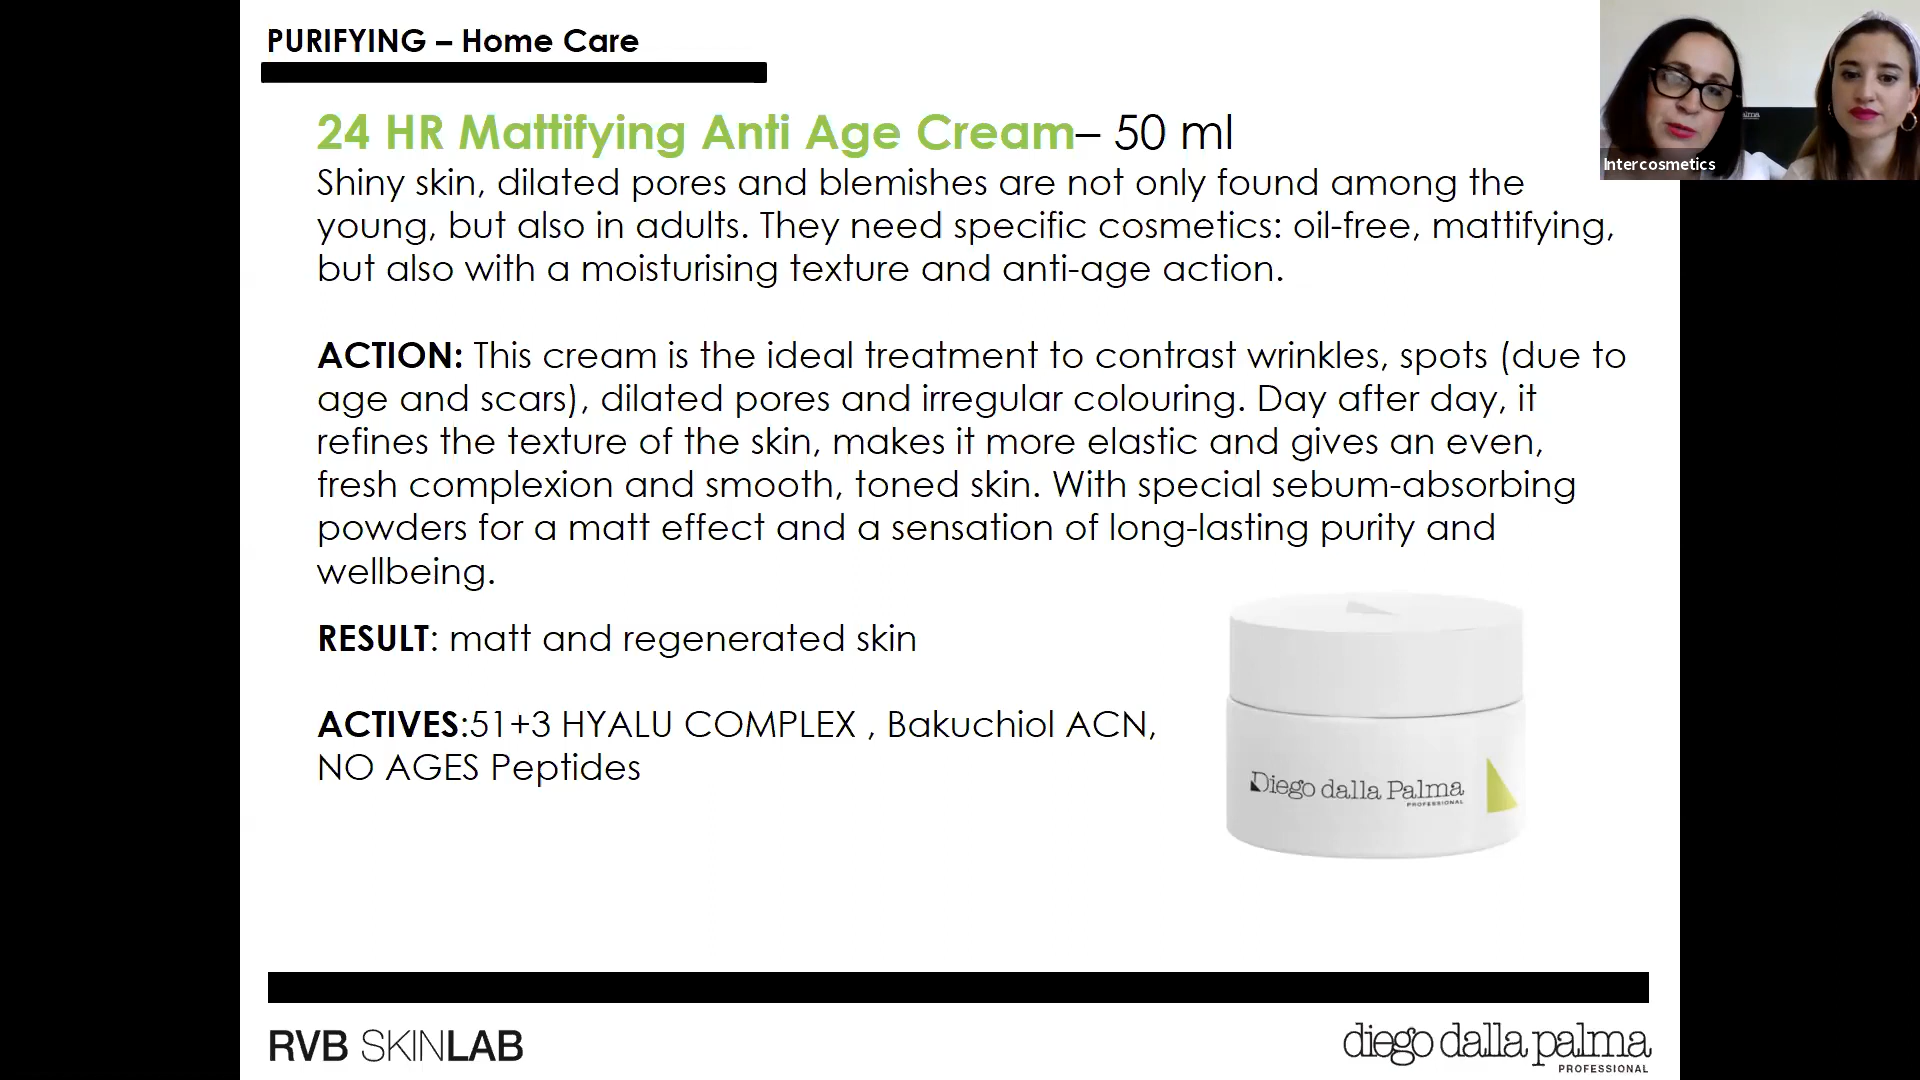 PURIFYING – Home Care
24 HR Mattifying Anti Age Cream– 50 ml
Shiny skin, dilated pores and blemishes are not only found among the
young, but also in adults. They need specific cosmetics: oil-free, mattifying,
but also with a moisturising texture and anti-age action.
ACTION: This cream is the ideal treatment to contrast wrinkles, spots (due to
age and scars), dilated pores and irregular colouring. Day after day, it
refines the texture of the skin, makes it more elastic and gives an even,
fresh complexion and smooth, toned skin. With special sebum-absorbing
powders for a matt effect and a sensation of long-lasting purity and
wellbeing.
RESULT: matt and regenerated skin
ACTIVES:51+3 HYALU COMPLEX , Bakuchiol ACN,
NO AGES Peptides
Diego dalla Palma
PROFESSIONAL
Intercosmetics
RVB SKINLAB
diego dalla palma
PROFESSIONAL